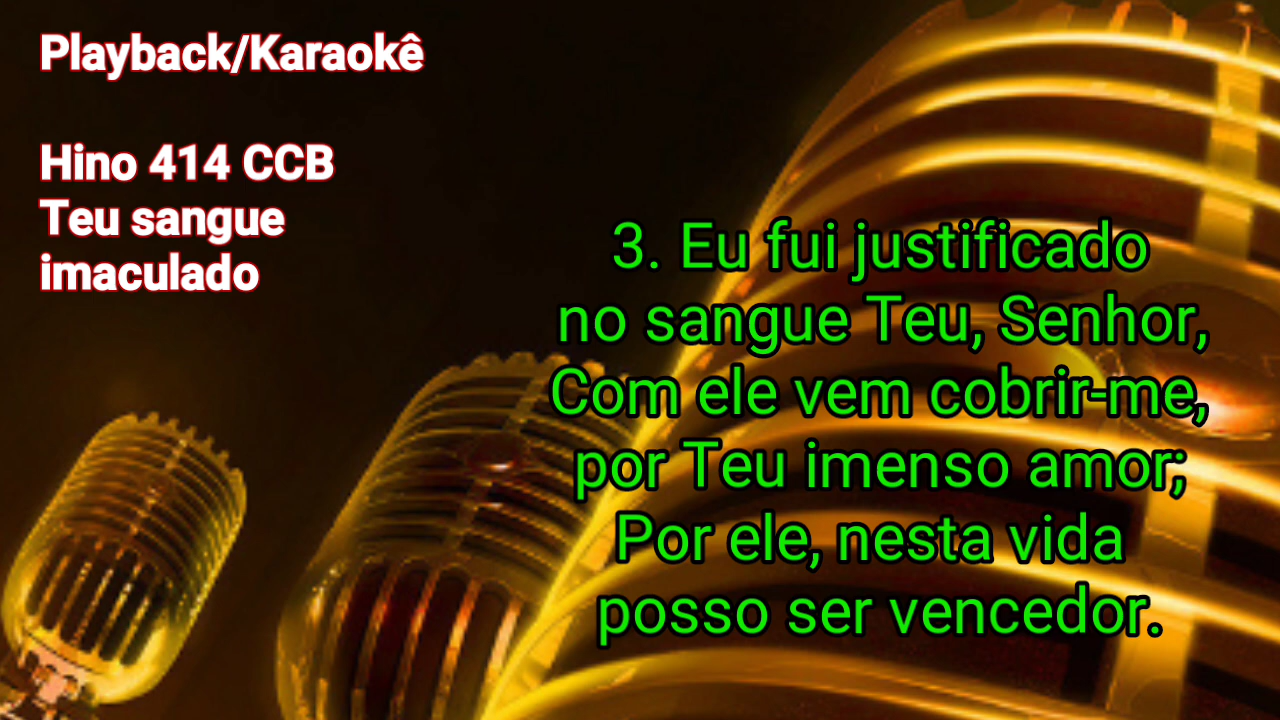 Playback/Karaokê
Hino 414 CCB
Teu sangue
imaculado
3. Eu fui justificado
no sangue Teu, Senhor,
Com ele vem cobrir-me,
por Teu imenso amor;
Por ele, nesta vida
posso ser vencedor.